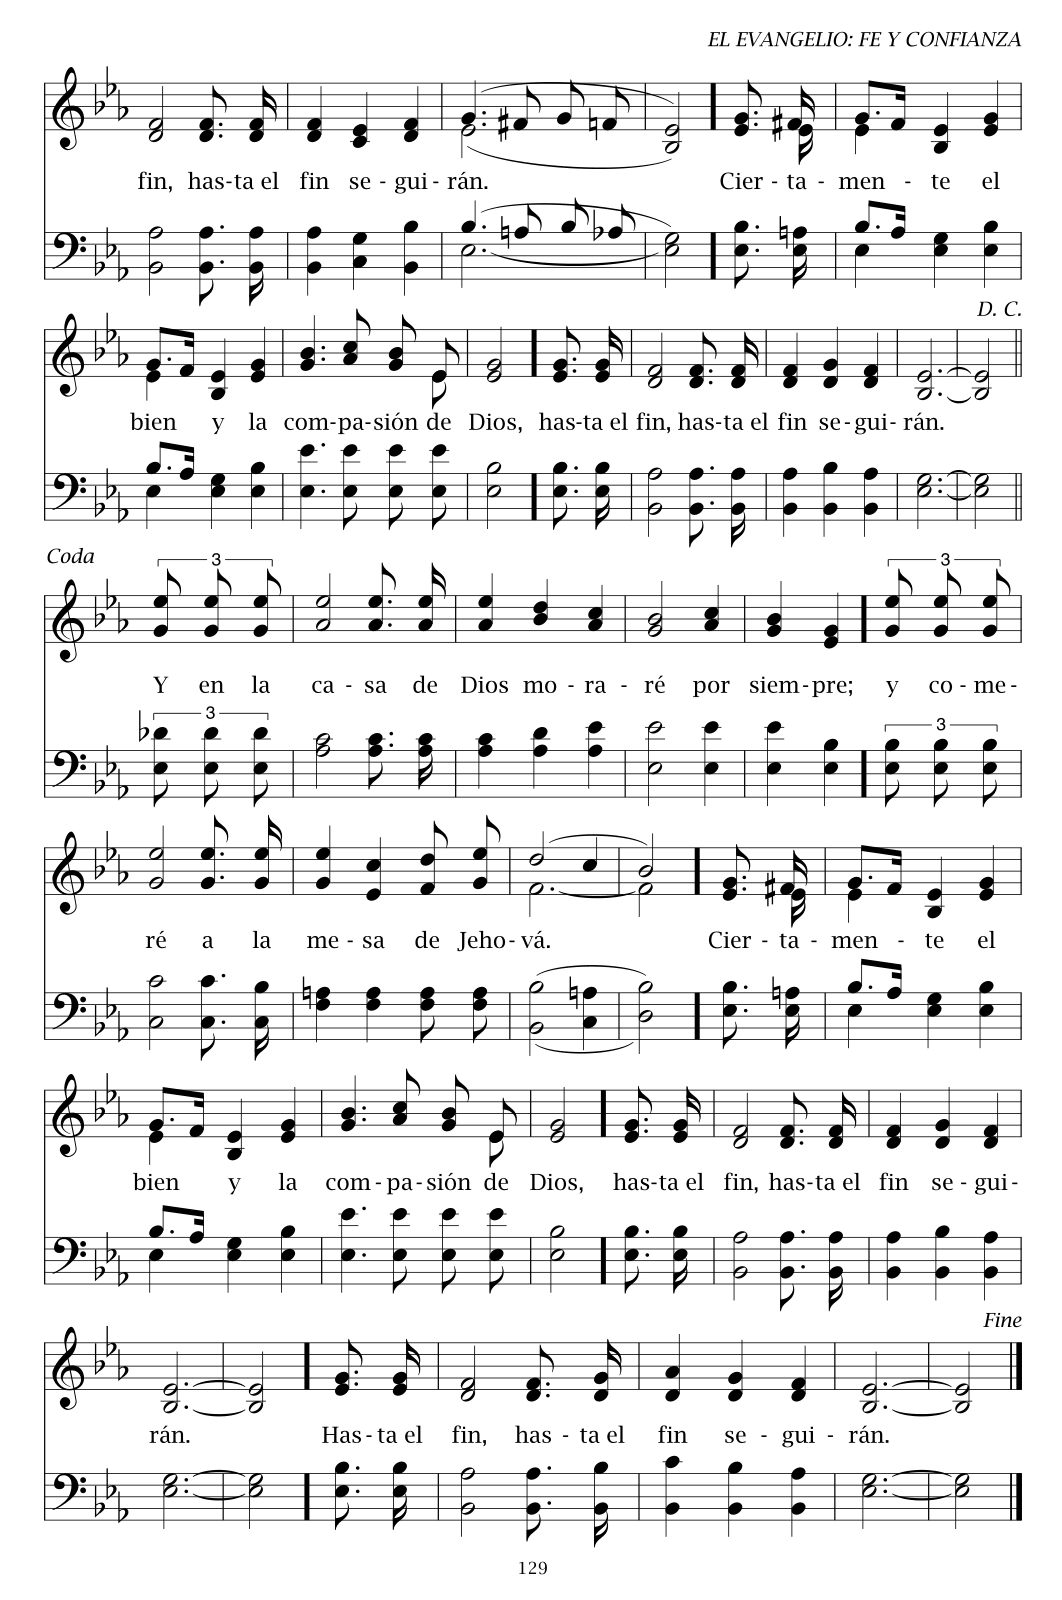 EL EVANGELIO: FE Y CONFIANZA
fin, has-ta el fin se - gui - rán. Cier - ta - men - te el
D. C.
bien y la com-pa-sión de Dios, has-ta el fin, has-ta el fin se-gui-rán.
Coda
3 3
Y en la ca - sa de Dios mo - ra - ré por siem-pre; y co - me -
3 3
ré a la me - sa de Jeho-vá. Cier - ta - men - te el
bien y la com - pa - sión de Dios, has-ta el fin, has-ta el fin se - gui -
Fine
rán. Has-ta el fin, has - ta el fin se - gui - rán.
129